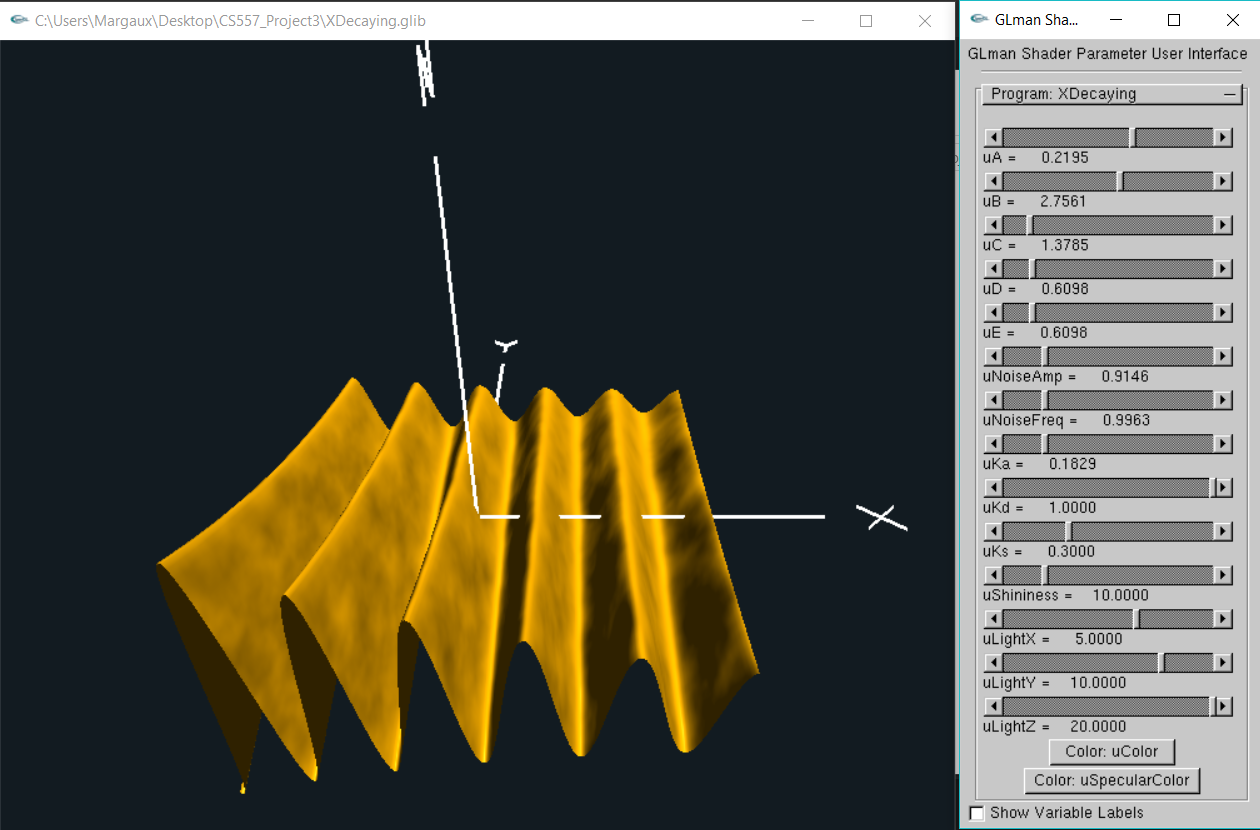 C:\Users\Margaux\Desktop\CS557_Project3\XDecaying.glib
Y
X
GLman Sha...
GLman Shader Parameter User Interface
Program: XDecaying
uA = 0.2195
uB = 2.7561
uC = 1.3785
uD = 0.6098
uE = 0.6098
uNoiseAmp = 0.9146
uNoiseFreq = 0.9963
uKa = 0.1829
uKd = 1.0000
uKs = 0.3000
uShininess = 10.0000
uLightX = 5.0000
uLightY = 10.0000
uLightZ = 20.0000
Color: uColor
Color: uSpecularColor
Show Variable Labels